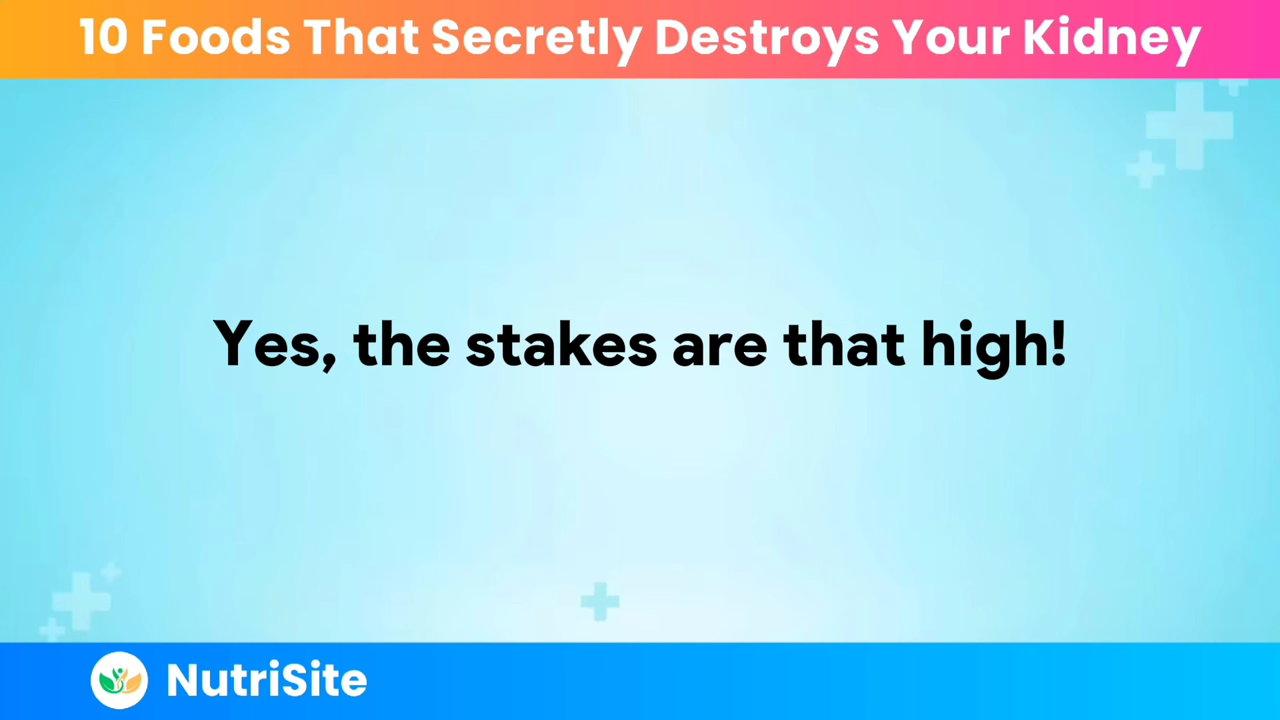 10 Foods That Secretly Destroys Your Kidney
Yes, the stakes are that high!
NutriSite